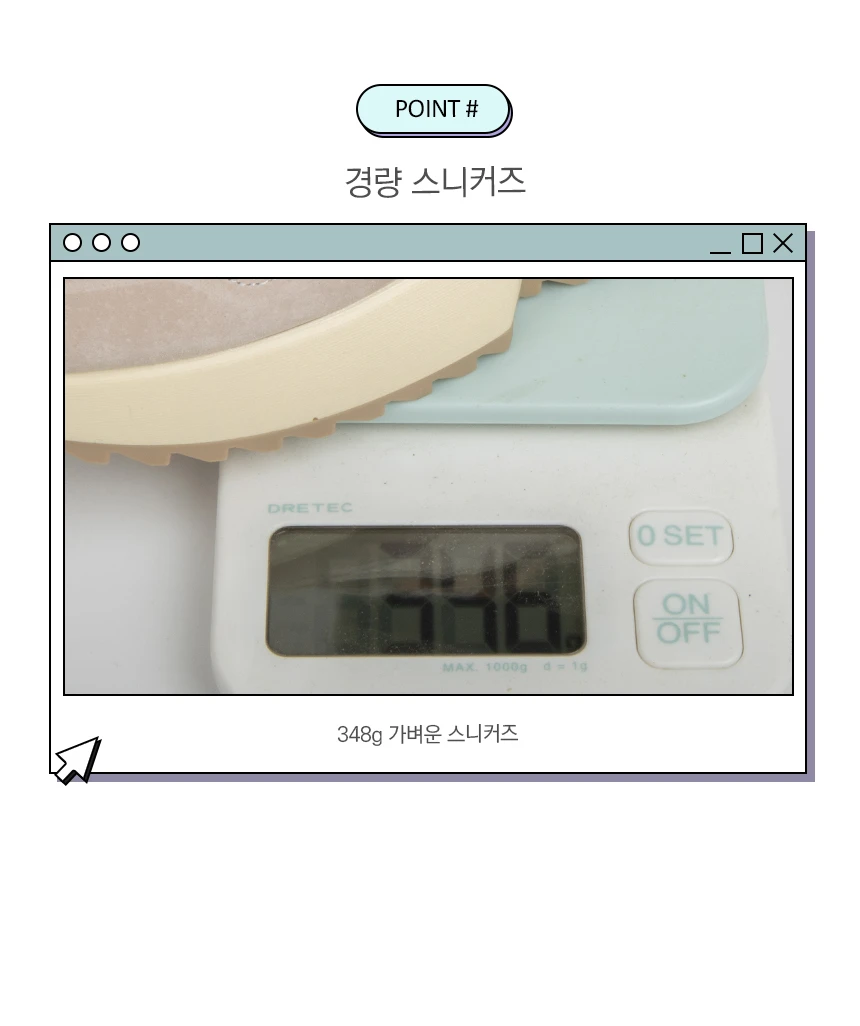 POINT #
경량 스니커즈
DRETEC
0 SET
ON
OFF
MAX. 1000g d = 1g
348g 가벼운 스니커즈